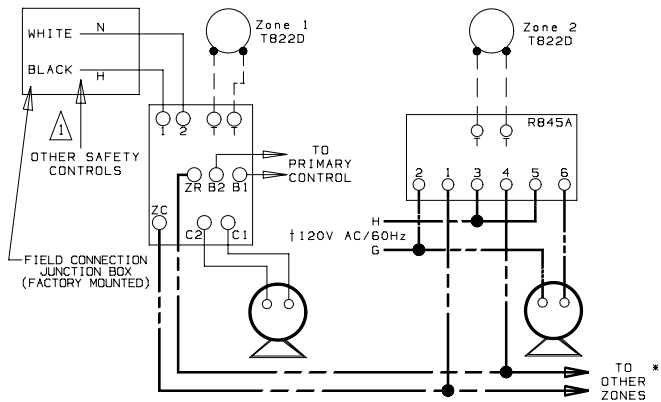 WHITE N
BLACK H
Zone 1
T822D
Zone 2
T822D
1
OTHER SAFETY
CONTROLS
1 2 T T
TO
PRIMARY
CONTROL
ZR B2 B1
ZC
C2 C1
FIELD CONNECTION
JUNCTION BOX
(FACTORY MOUNTED)
R845A
T T
2 1 3 4 5 6
H
†120V AC/60Hz
G
TO *
OTHER
ZONES